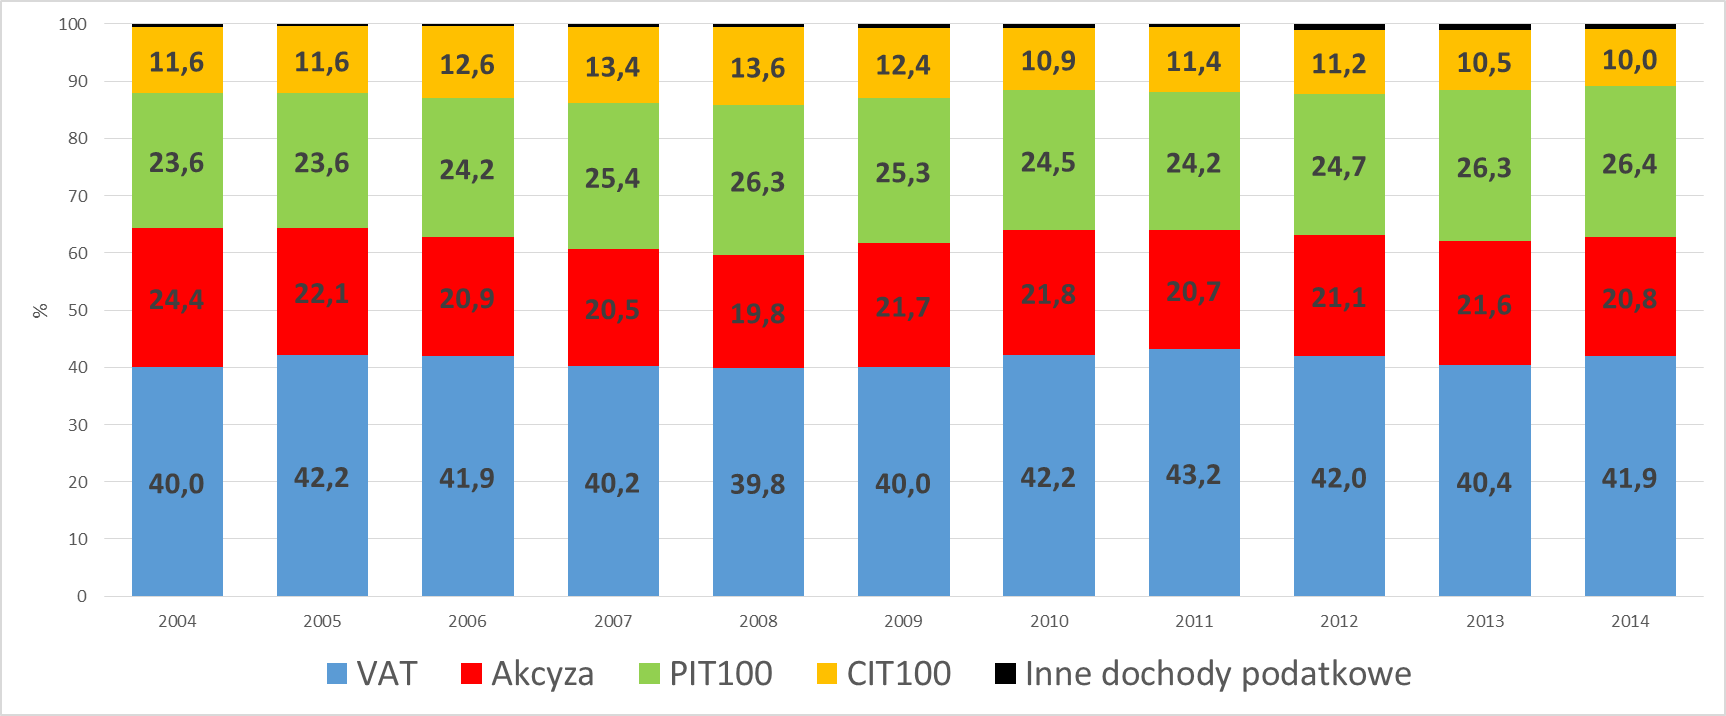 100
90
80
70
60
50
40
30
20
10
0
%
11,6 11,6 12,6 13,4 13,6 12,4 10,9 11,4 11,2 10,5 10,0
23,6 23,6 24,2 25,4 26,3 25,3 24,5 24,2 24,7 26,3 26,4
24,4 22,1 20,9 20,5 19,8 21,7 21,8 20,7 21,1 21,6 20,8
40,0 42,2 41,9 40,2 39,8 40,0 42,2 43,2 42,0 40,4 41,9
2004 2005 2006 2007 2008 2009 2010 2011 2012 2013 2014
VAT Akcyza PIT100 CIT100 Inne dochody podatkowe